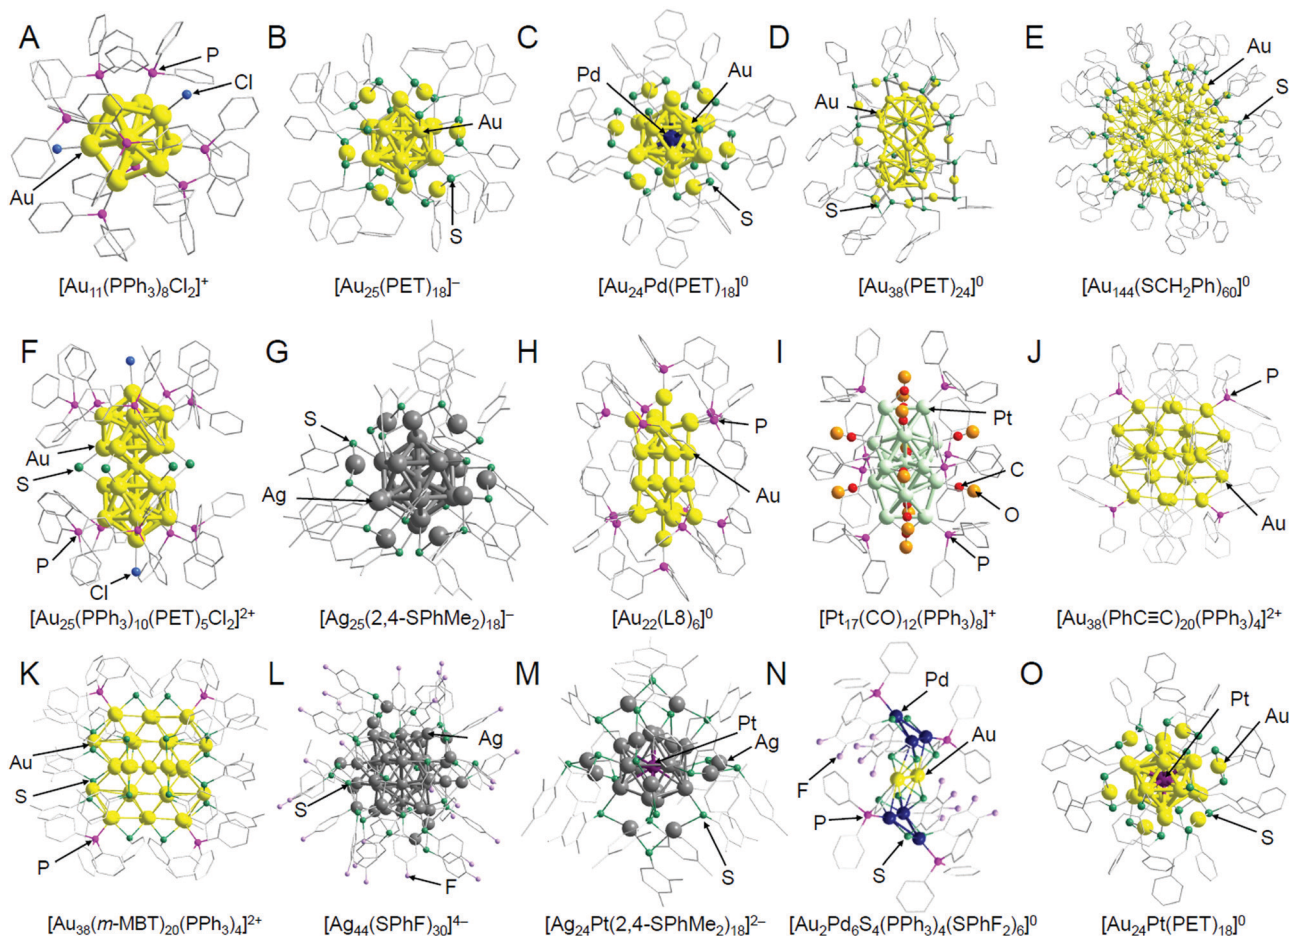 A
P
Cl
Au
[Au₁₁(PPh₃)₈Cl₂]⁺
B
Au
S
[Au₂₅(PET)₁₈]⁻
C
Pd
Au
S
[Au₂₄Pd(PET)₁₈]⁰
D
Au
S
[Au₃₈(PET)₂₄]⁰
E
Au
S
[Au₁₄₄(SCH₂Ph)₆₀]⁰
F
Au
S
P
Cl
[Au₂₅(PPh₃)₁₀(PET)₅Cl₂]²⁺
G
S
Ag
[Ag₂₅(2,4-SPhMe₂)₁₈]⁻
H
P
Au
[Au₂₂(L8)₆]⁰
I
Pt
C
O
P
[Pt₁₇(CO)₁₂(PPh₃)₈]⁺
J
P
Au
[Au₃₈(PhC≡C)₂₀(PPh₃)₄]²⁺
K
Au
S
P
[Au₃₈(m-MBT)₂₀(PPh₃)₄]²⁺
L
Ag
S
F
[Ag₄₄(SPhF)₃₀]⁴⁻
M
Pt
Ag
S
[Ag₂₄Pt(2,4-SPhMe₂)₁₈]²⁻
N
Pd
Au
F
P
S
[Au₂Pd₆S₄(PPh₃)₄(SPhF₂)₆]⁰
O
Pt
Au
S
[Au₂₄Pt(PET)₁₈]⁰